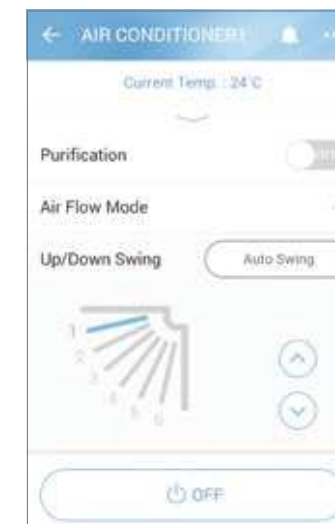 ← AIR CONDITIONER1
Current Temp. : 24°C
Purification
Air Flow Mode
Up/Down Swing
Auto Swing
1
2
3
4
5
6
OFF